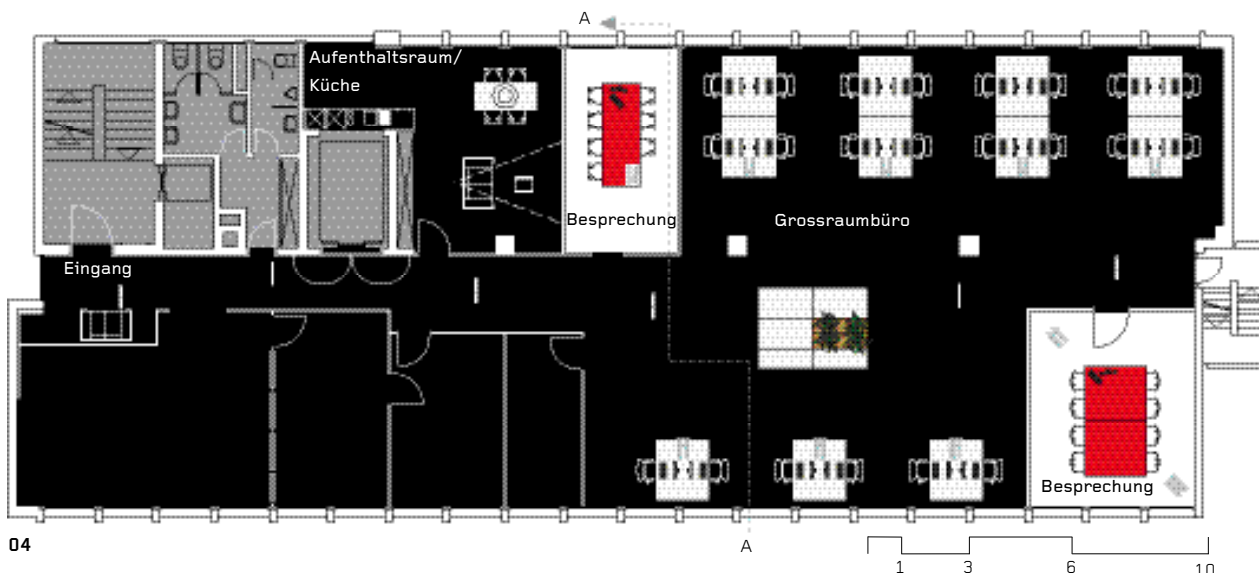 A
Aufenthaltsraum/
Küche
Besprechung
Grossraumbüro
Eingang
Besprechung
04
A
1 3 6 10